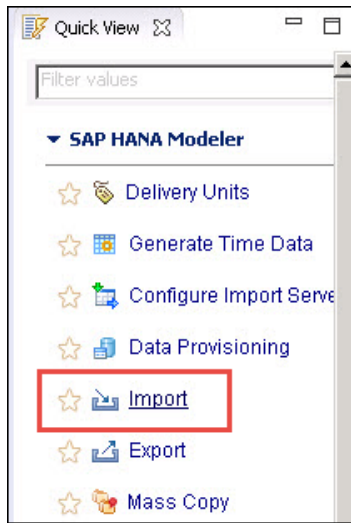 Quick View
Filter values
SAP HANA Modeler
Delivery Units
Generate Time Data
Configure Import Serve
Data Provisioning
Import
Export
Mass Copy